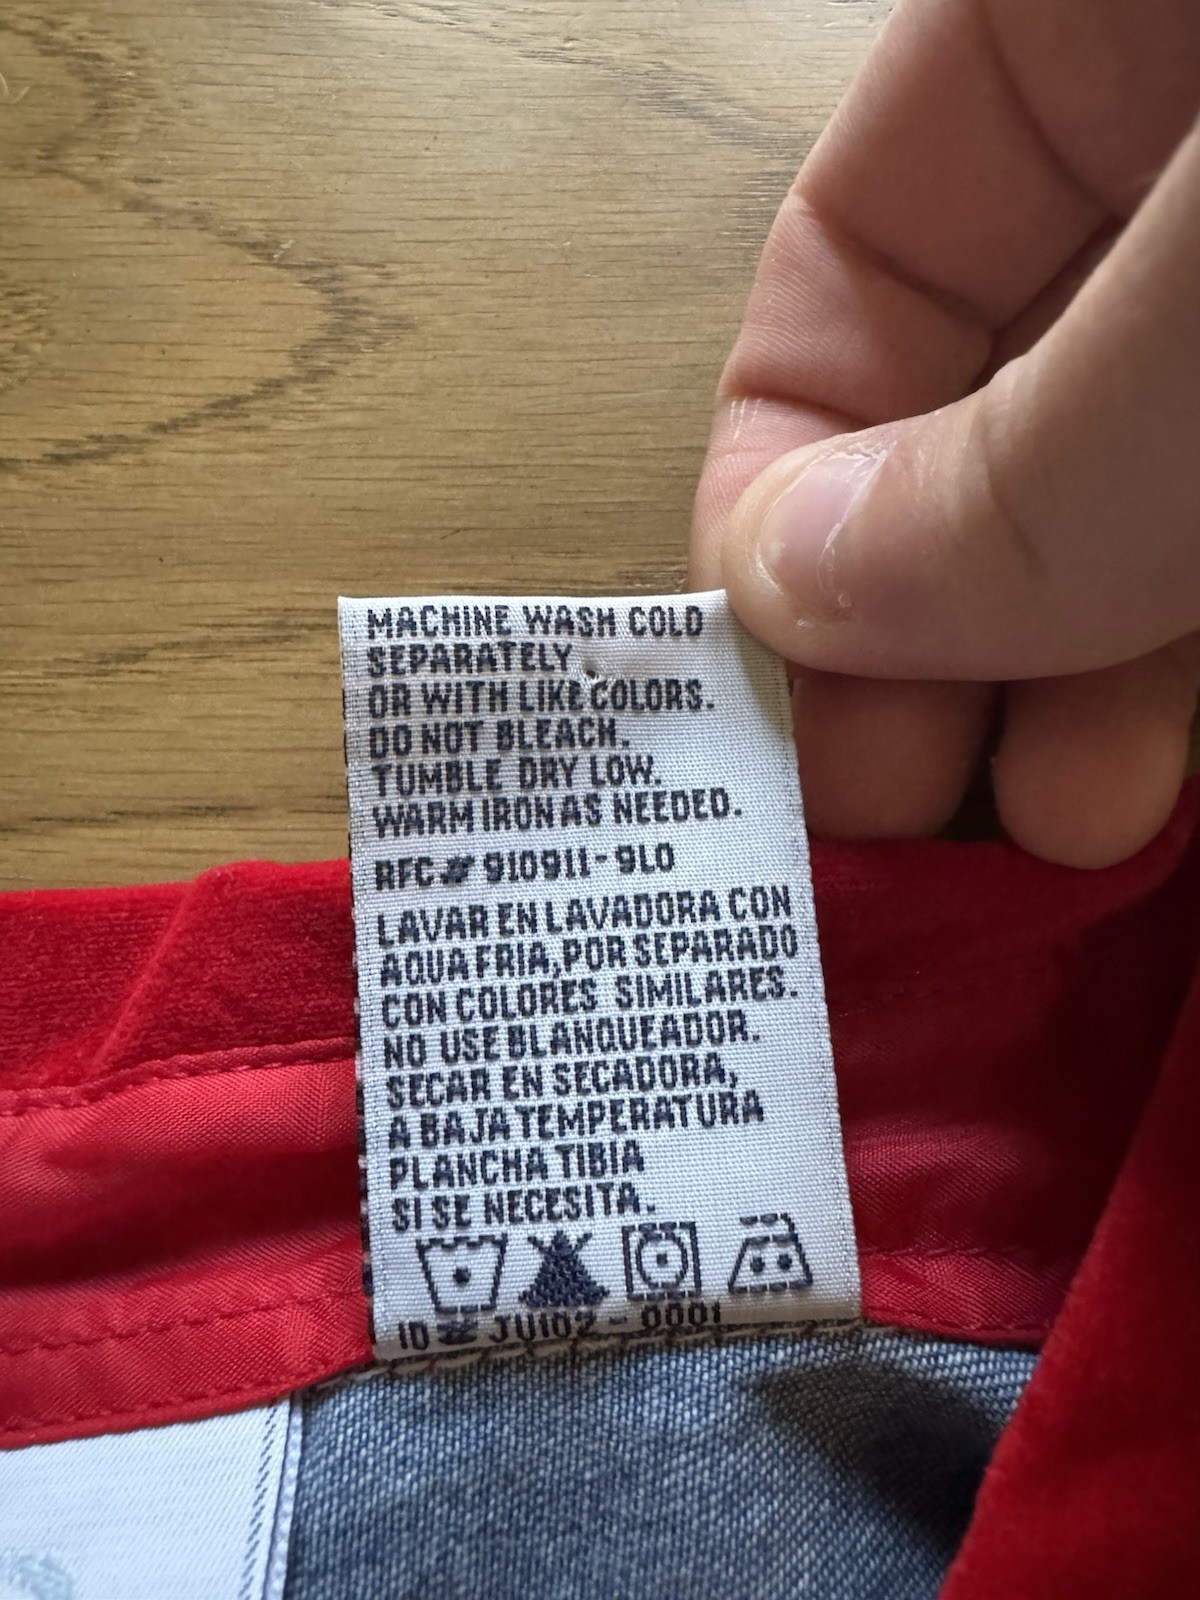 MACHINE WASH COLD
SEPARATELY
OR WITH LIKE COLORS.
DO NOT BLEACH.
TUMBLE DRY LOW.
WARM IRON AS NEEDED.
RFC # 910911-9L0
LAVAR EN LAVADORA CON
AQUA FRIA, POR SEPARADO
CON COLORES SIMILARES.
NO USE BLANQUEADOR.
SECAR EN SECADORA,
A BAJA TEMPERATURA
PLANCHA TIBIA
SI SE NECESITA.
ID # JU102 - 0001